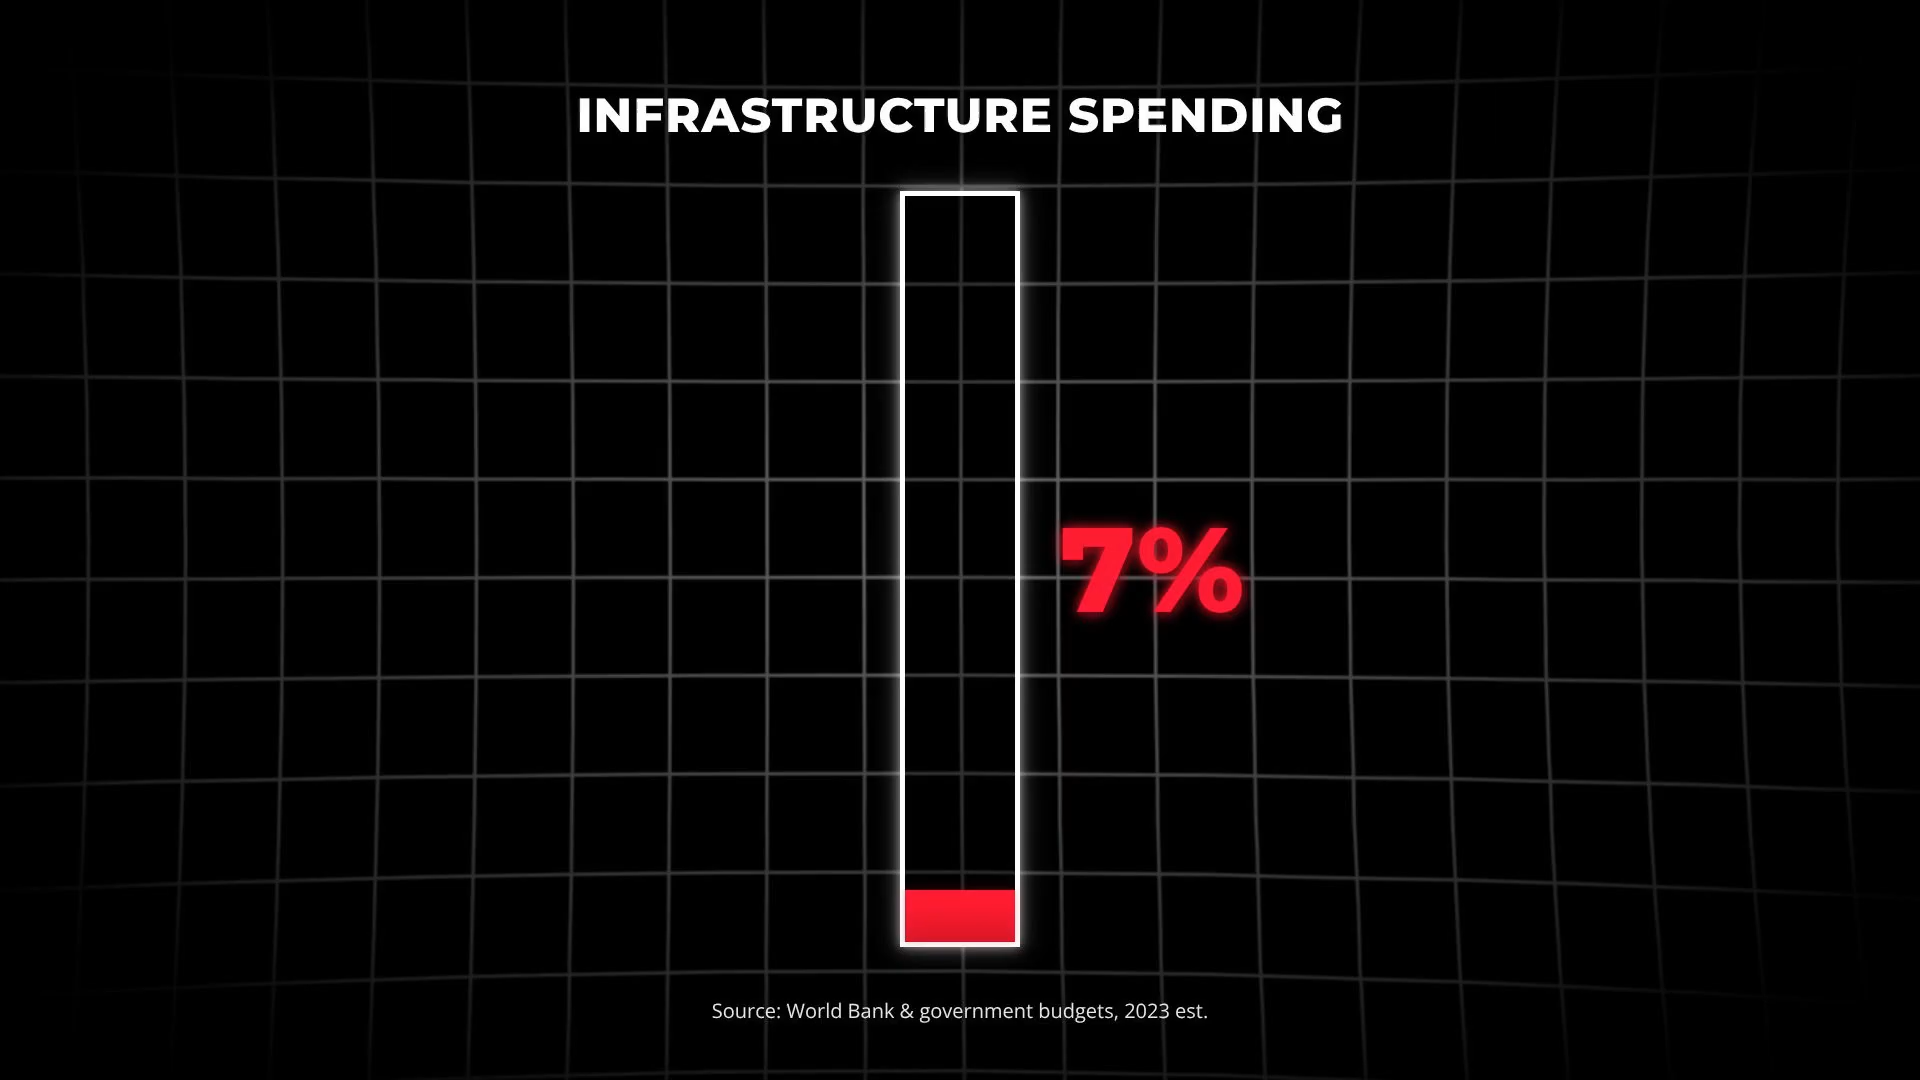 INFRASTRUCTURE SPENDING
7%
Source: World Bank & government budgets, 2023 est.